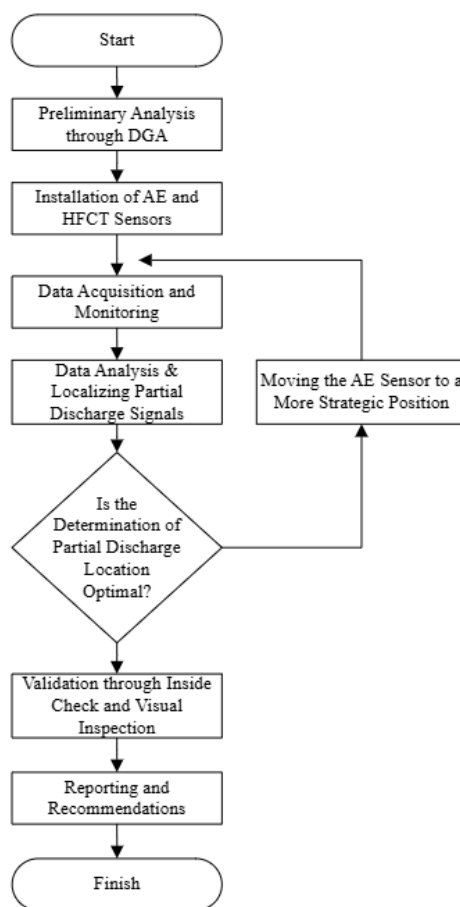 Start
Preliminary Analysis
through DGA
Installation of AE and
HFCT Sensors
Data Acquisition and
Monitoring
Data Analysis &
Localizing Partial
Discharge Signals
Moving the AE Sensor to a
More Strategic Position
Is the
Determination of
Partial Discharge
Location
Optimal?
Validation through Inside
Check and Visual
Inspection
Reporting and
Recommendations
Finish